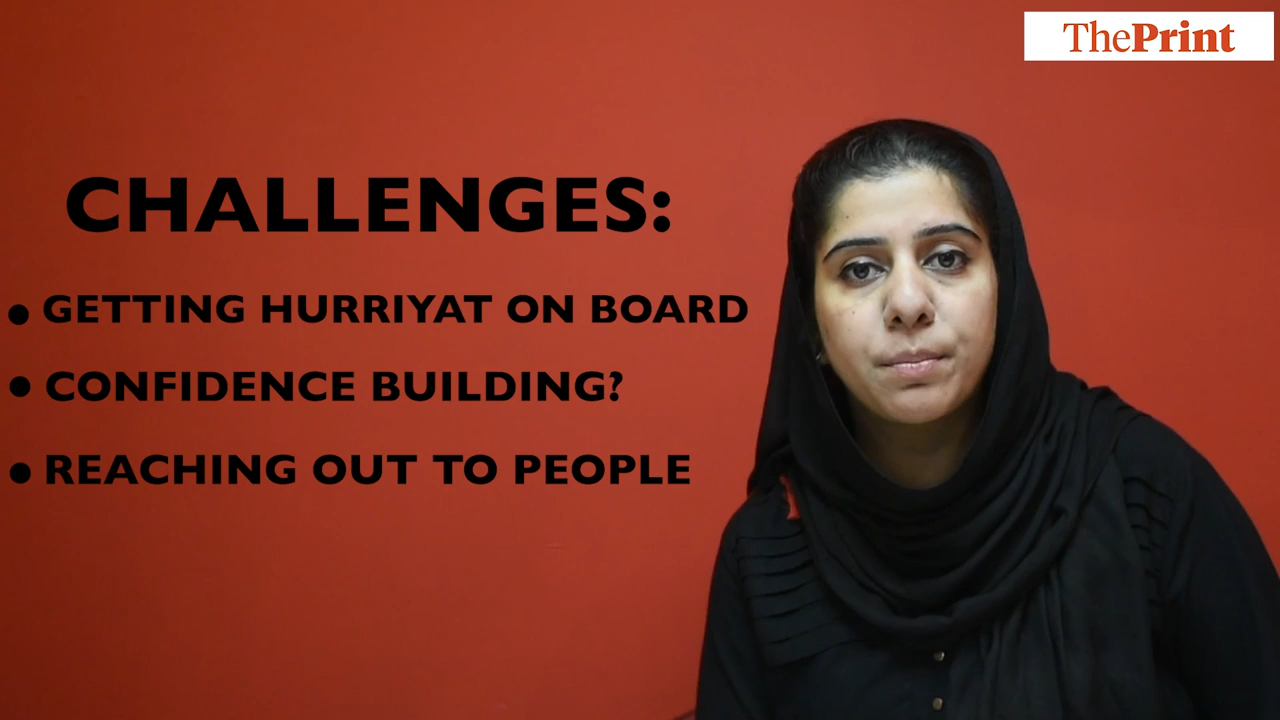 ThePrint
CHALLENGES:
• GETTING HURRIYAT ON BOARD
• CONFIDENCE BUILDING?
• REACHING OUT TO PEOPLE